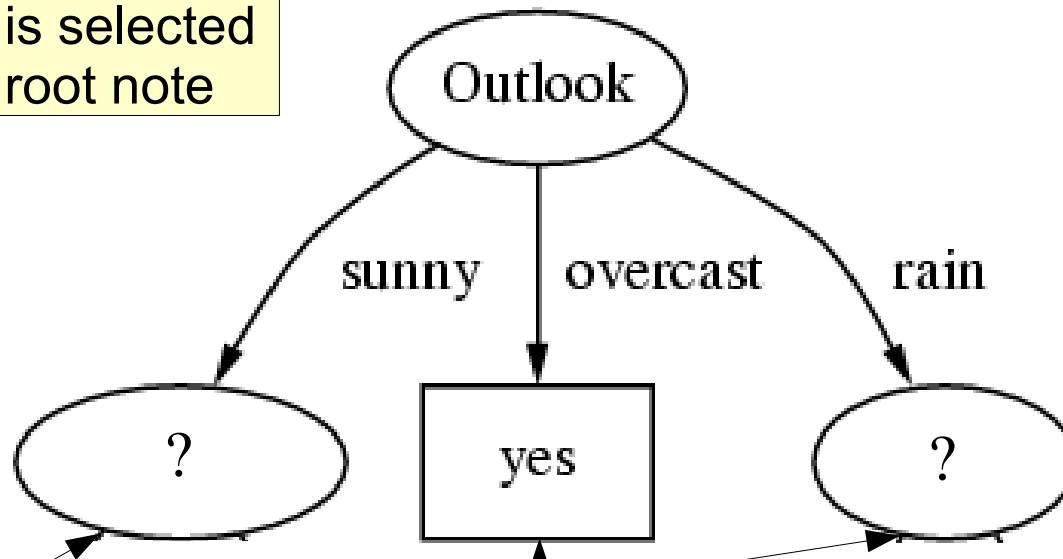 is selected
root note
Outlook
sunny overcast rain
? yes ?